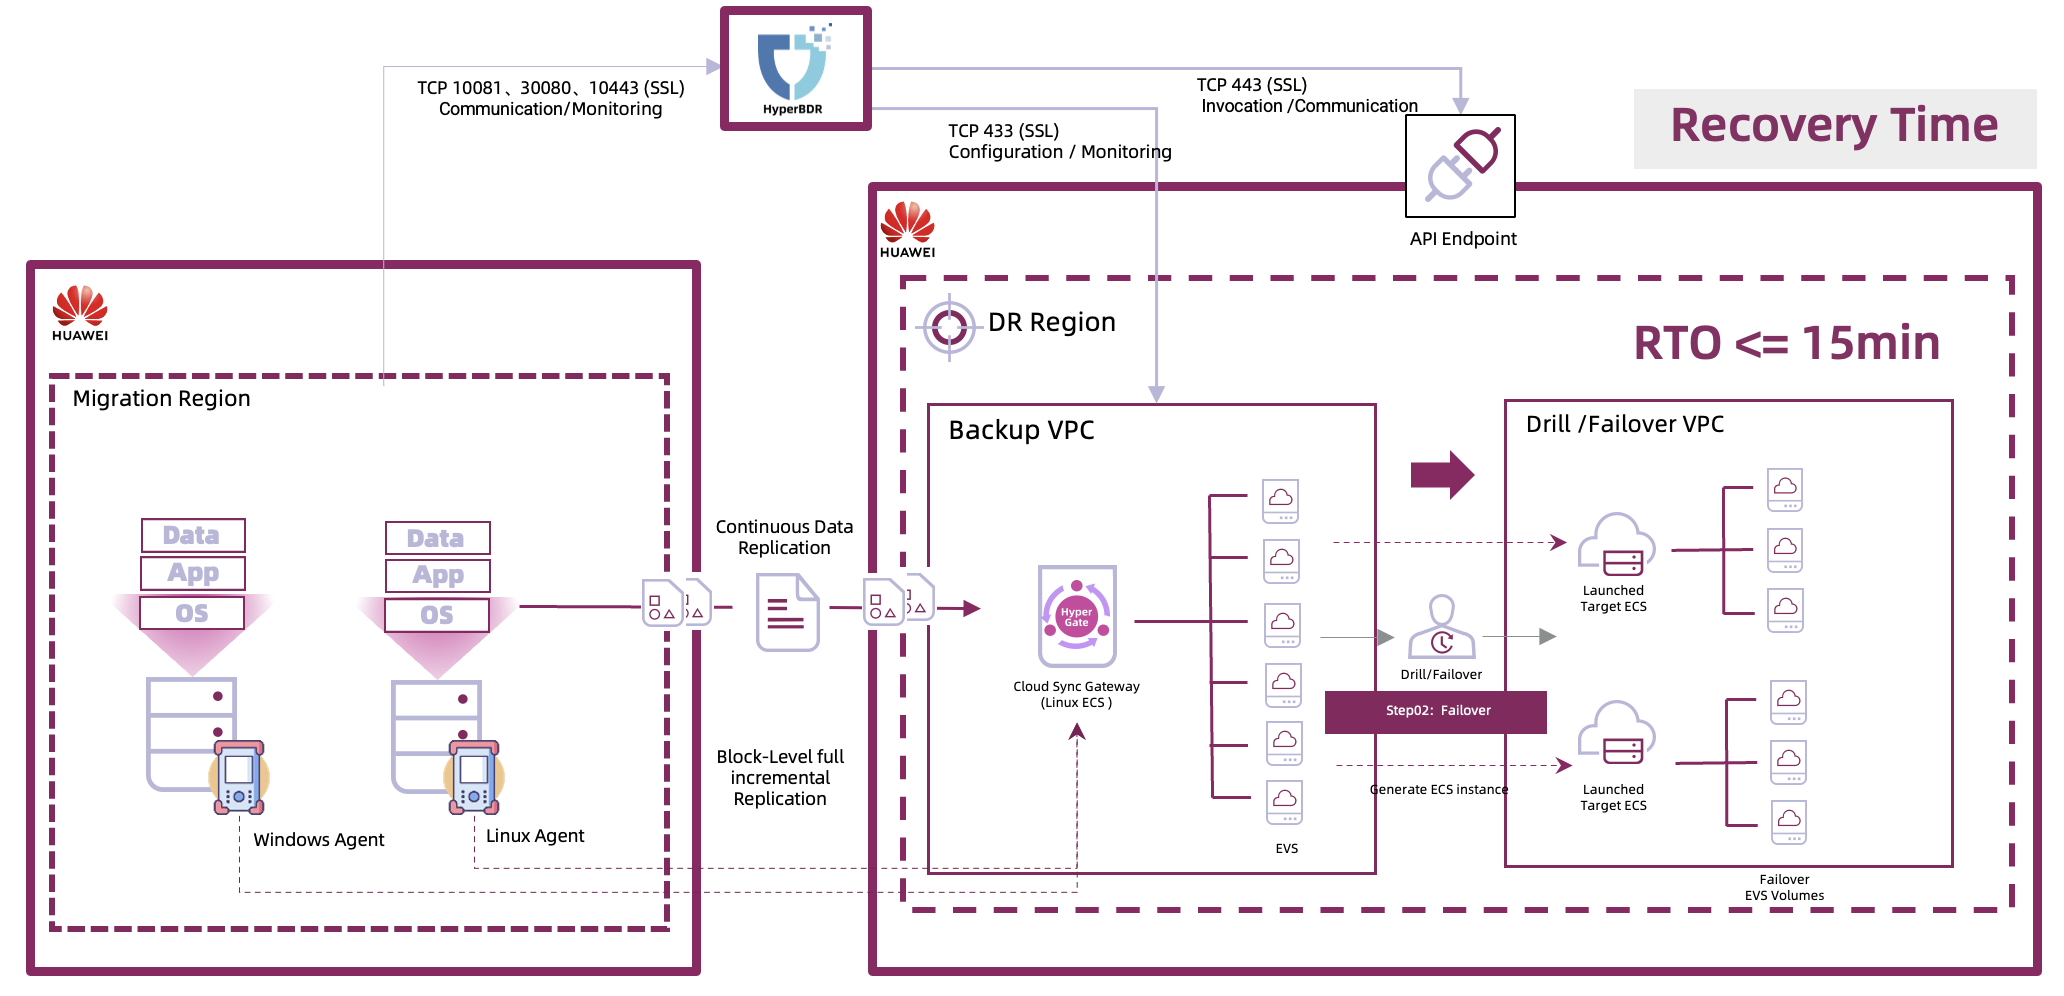 HyperBDR
TCP 10081、30080、10443 (SSL)
Communication/Monitoring
TCP 443 (SSL)
Invocation /Communication
TCP 433 (SSL)
Configuration / Monitoring
Recovery Time
API Endpoint
HUAWEI
HUAWEI
DR Region
RTO <= 15min
Migration Region
Backup VPC
Drill /Failover VPC
Data
App
OS
Data
App
OS
Continuous Data
Replication
Hyper
Gate
Cloud Sync Gateway
(Linux ECS )
Launched
Target ECS
Drill/Failover
Step02: Failover
Block-Level full
incremental
Replication
Generate ECS instance
Launched
Target ECS
Windows Agent
Linux Agent
EVS
Failover
EVS Volumes